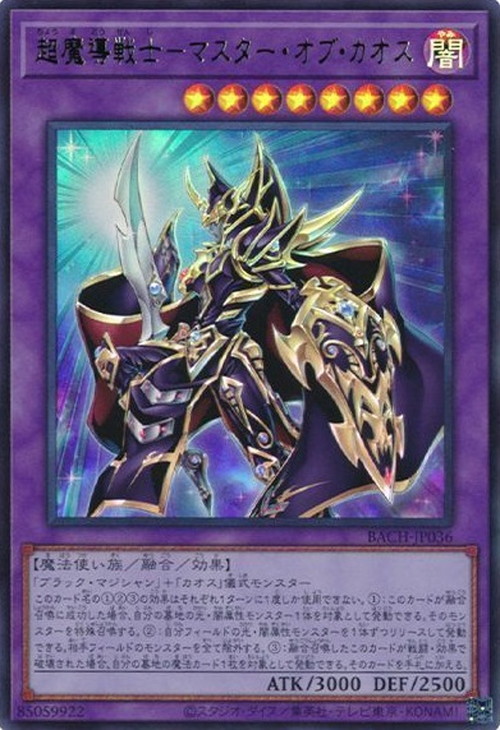 超魔導戦士－マスター・オブ・カオス
闇
BACH-JP036
【魔法使い族／融合／効果】
「ブラック・マジシャン」＋「カオス」儀式モンスター
このカード名の①②③の効果はそれぞれ1ターンに1度しか使用できない。①：このカードが融合
召喚に成功した場合、自分の墓地の光・闇属性モンスター1体を対象として発動できる。そのモ
ンスターを特殊召喚する。②：自分フィールドの光・闇属性モンスターを1体ずつリリースして発動
できる。相手フィールドのモンスターを全て除外する。③：融合召喚したこのカードが戦闘・効果で
破壊された場合、自分の墓地の魔法カード1枚を対象として発動できる。そのカードを手札に加える。
ATK/3000 DEF/2500
85059922
©スタジオ・ダイス／集英社・テレビ東京・KONAMI